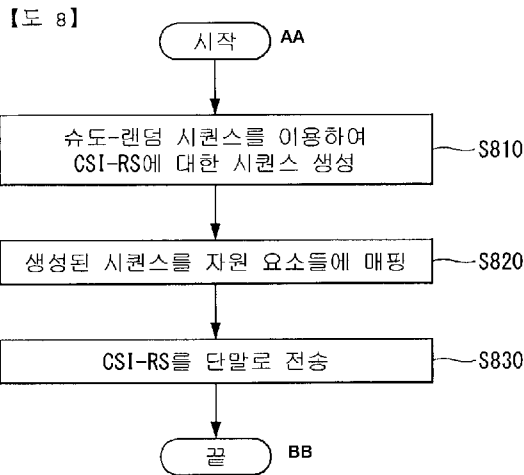 【도 8】
시작 AA
슈도-랜덤 시퀀스를 이용하여
CSI-RS에 대한 시퀀스 생성 S810
생성된 시퀀스를 자원 요소들에 매핑 S820
CSI-RS를 단말로 전송 S830
끝 BB